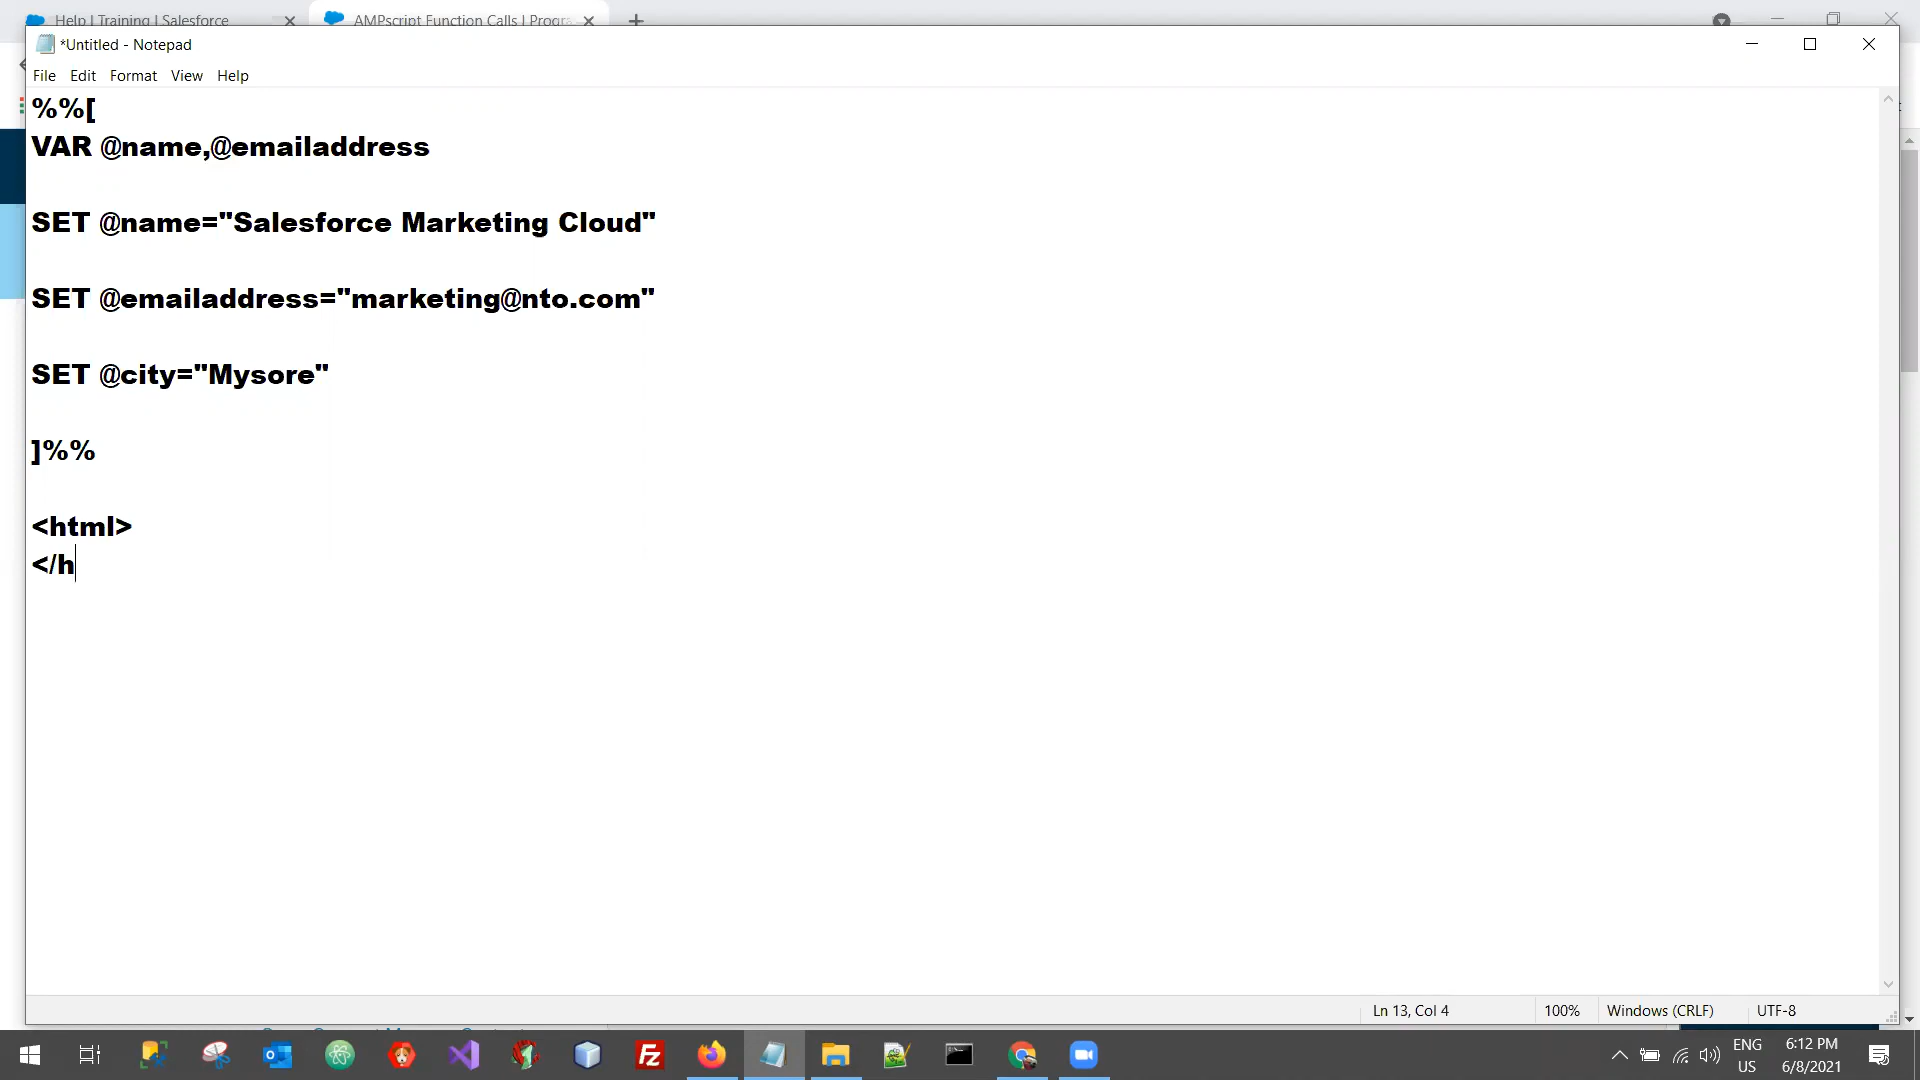 Help | Training | Salesforce
AMPscript Function Calls | Progra
*Untitled - Notepad
File Edit Format View Help
%%[
VAR @name,@emailaddress
SET @name="Salesforce Marketing Cloud"
SET @emailaddress="marketing@nto.com"
SET @city="Mysore"
]%%
<html>
</h
Ln 13, Col 4
100%
Windows (CRLF)
UTF-8
ENG
US
6:12 PM
6/8/2021